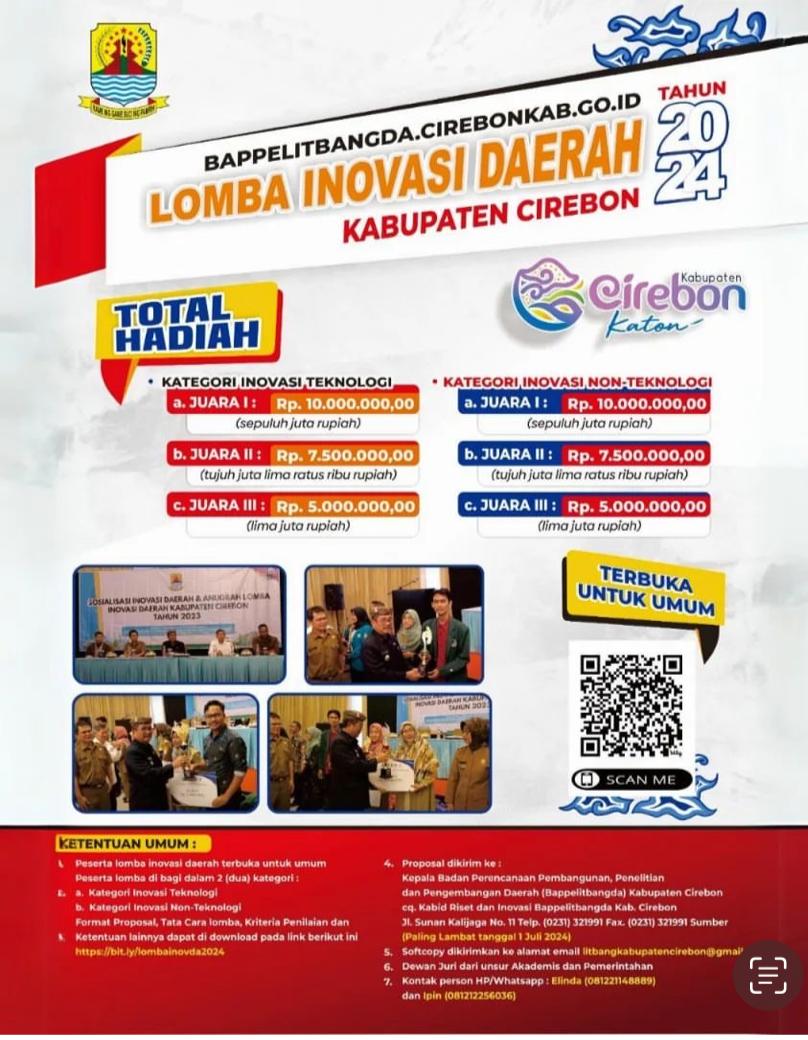 BAPPELITBANGDA.CIREBONKAB.GO.ID
TAHUN
2024
LOMBA INOVASI DAERAH
KABUPATEN CIREBON
Kabupaten
Cirebon
Katon
TOTAL
HADIAH
• KATEGORI INOVASI TEKNOLOGI
a. JUARA I : Rp. 10.000.000,00
(sepuluh juta rupiah)
b. JUARA II : Rp. 7.500.000,00
(tujuh juta lima ratus ribu rupiah)
c. JUARA III : Rp. 5.000.000,00
(lima juta rupiah)
• KATEGORI INOVASI NON-TEKNOLOGI
a. JUARA I : Rp. 10.000.000,00
(sepuluh juta rupiah)
b. JUARA II : Rp. 7.500.000,00
(tujuh juta lima ratus ribu rupiah)
c. JUARA III : Rp. 5.000.000,00
(lima juta rupiah)
SOSIALISASI INOVASI DAERAH & ANUGRAH LOMBA
INOVASI DAERAH KABUPATEN CIREBON
TAHUN 2023
INOVASI DAERAH
TAHUN 202
TERBUKA
UNTUK UMUM
SCAN ME
KETENTUAN UMUM :
1. Peserta lomba inovasi daerah terbuka untuk umum
Peserta lomba di bagi dalam 2 (dua) kategori :
2. a. Kategori Inovasi Teknologi
b. Kategori Inovasi Non-Teknologi
Format Proposal, Tata Cara lomba, Kriteria Penilaian dan
3. Ketentuan lainnya dapat di download pada link berikut ini
https://bit.ly/lombainovda2024
4. Proposal dikirim ke :
Kepala Badan Perencanaan Pembangunan, Penelitian
dan Pengembangan Daerah (Bappelitbangda) Kabupaten Cirebon
cq. Kabid Riset dan Inovasi Bappelitbangda Kab. Cirebon
Jl. Sunan Kalijaga No. 11 Telp. (0231) 321991 Fax. (0231) 321991 Sumber
(Paling Lambat tanggal 1 Juli 2024)
5. Softcopy dikirimkan ke alamat email litbangkabupatencirebon@gmai
6. Dewan Juri dari unsur Akademis dan Pemerintahan
7. Kontak person HP/Whatsapp : Elinda (081221148889)
dan Ipin (081212256036)